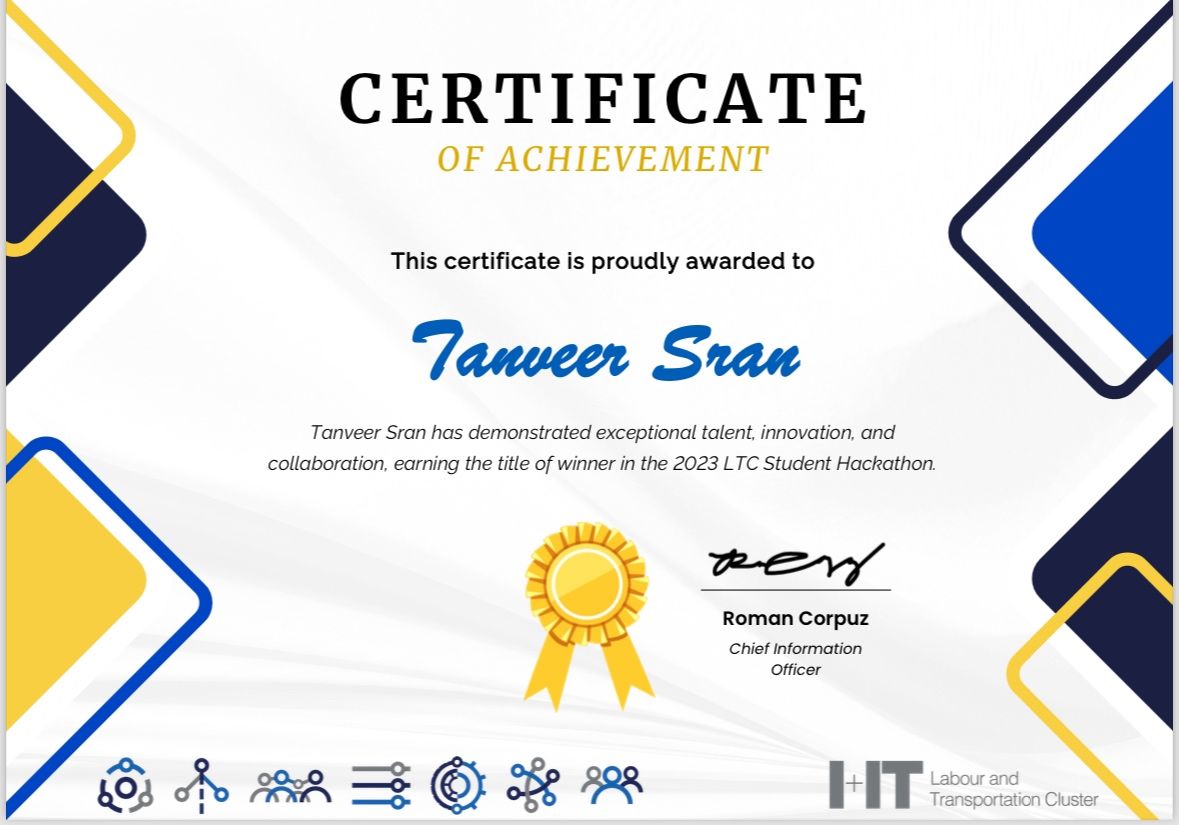 CERTIFICATE
OF ACHIEVEMENT
This certificate is proudly awarded to
Tanveer Sran
Tanveer Sran has demonstrated exceptional talent, innovation, and
collaboration, earning the title of winner in the 2023 LTC Student Hackathon.
Roman Corpuz
Chief Information
Officer
I+IT Labour and
Transportation Cluster